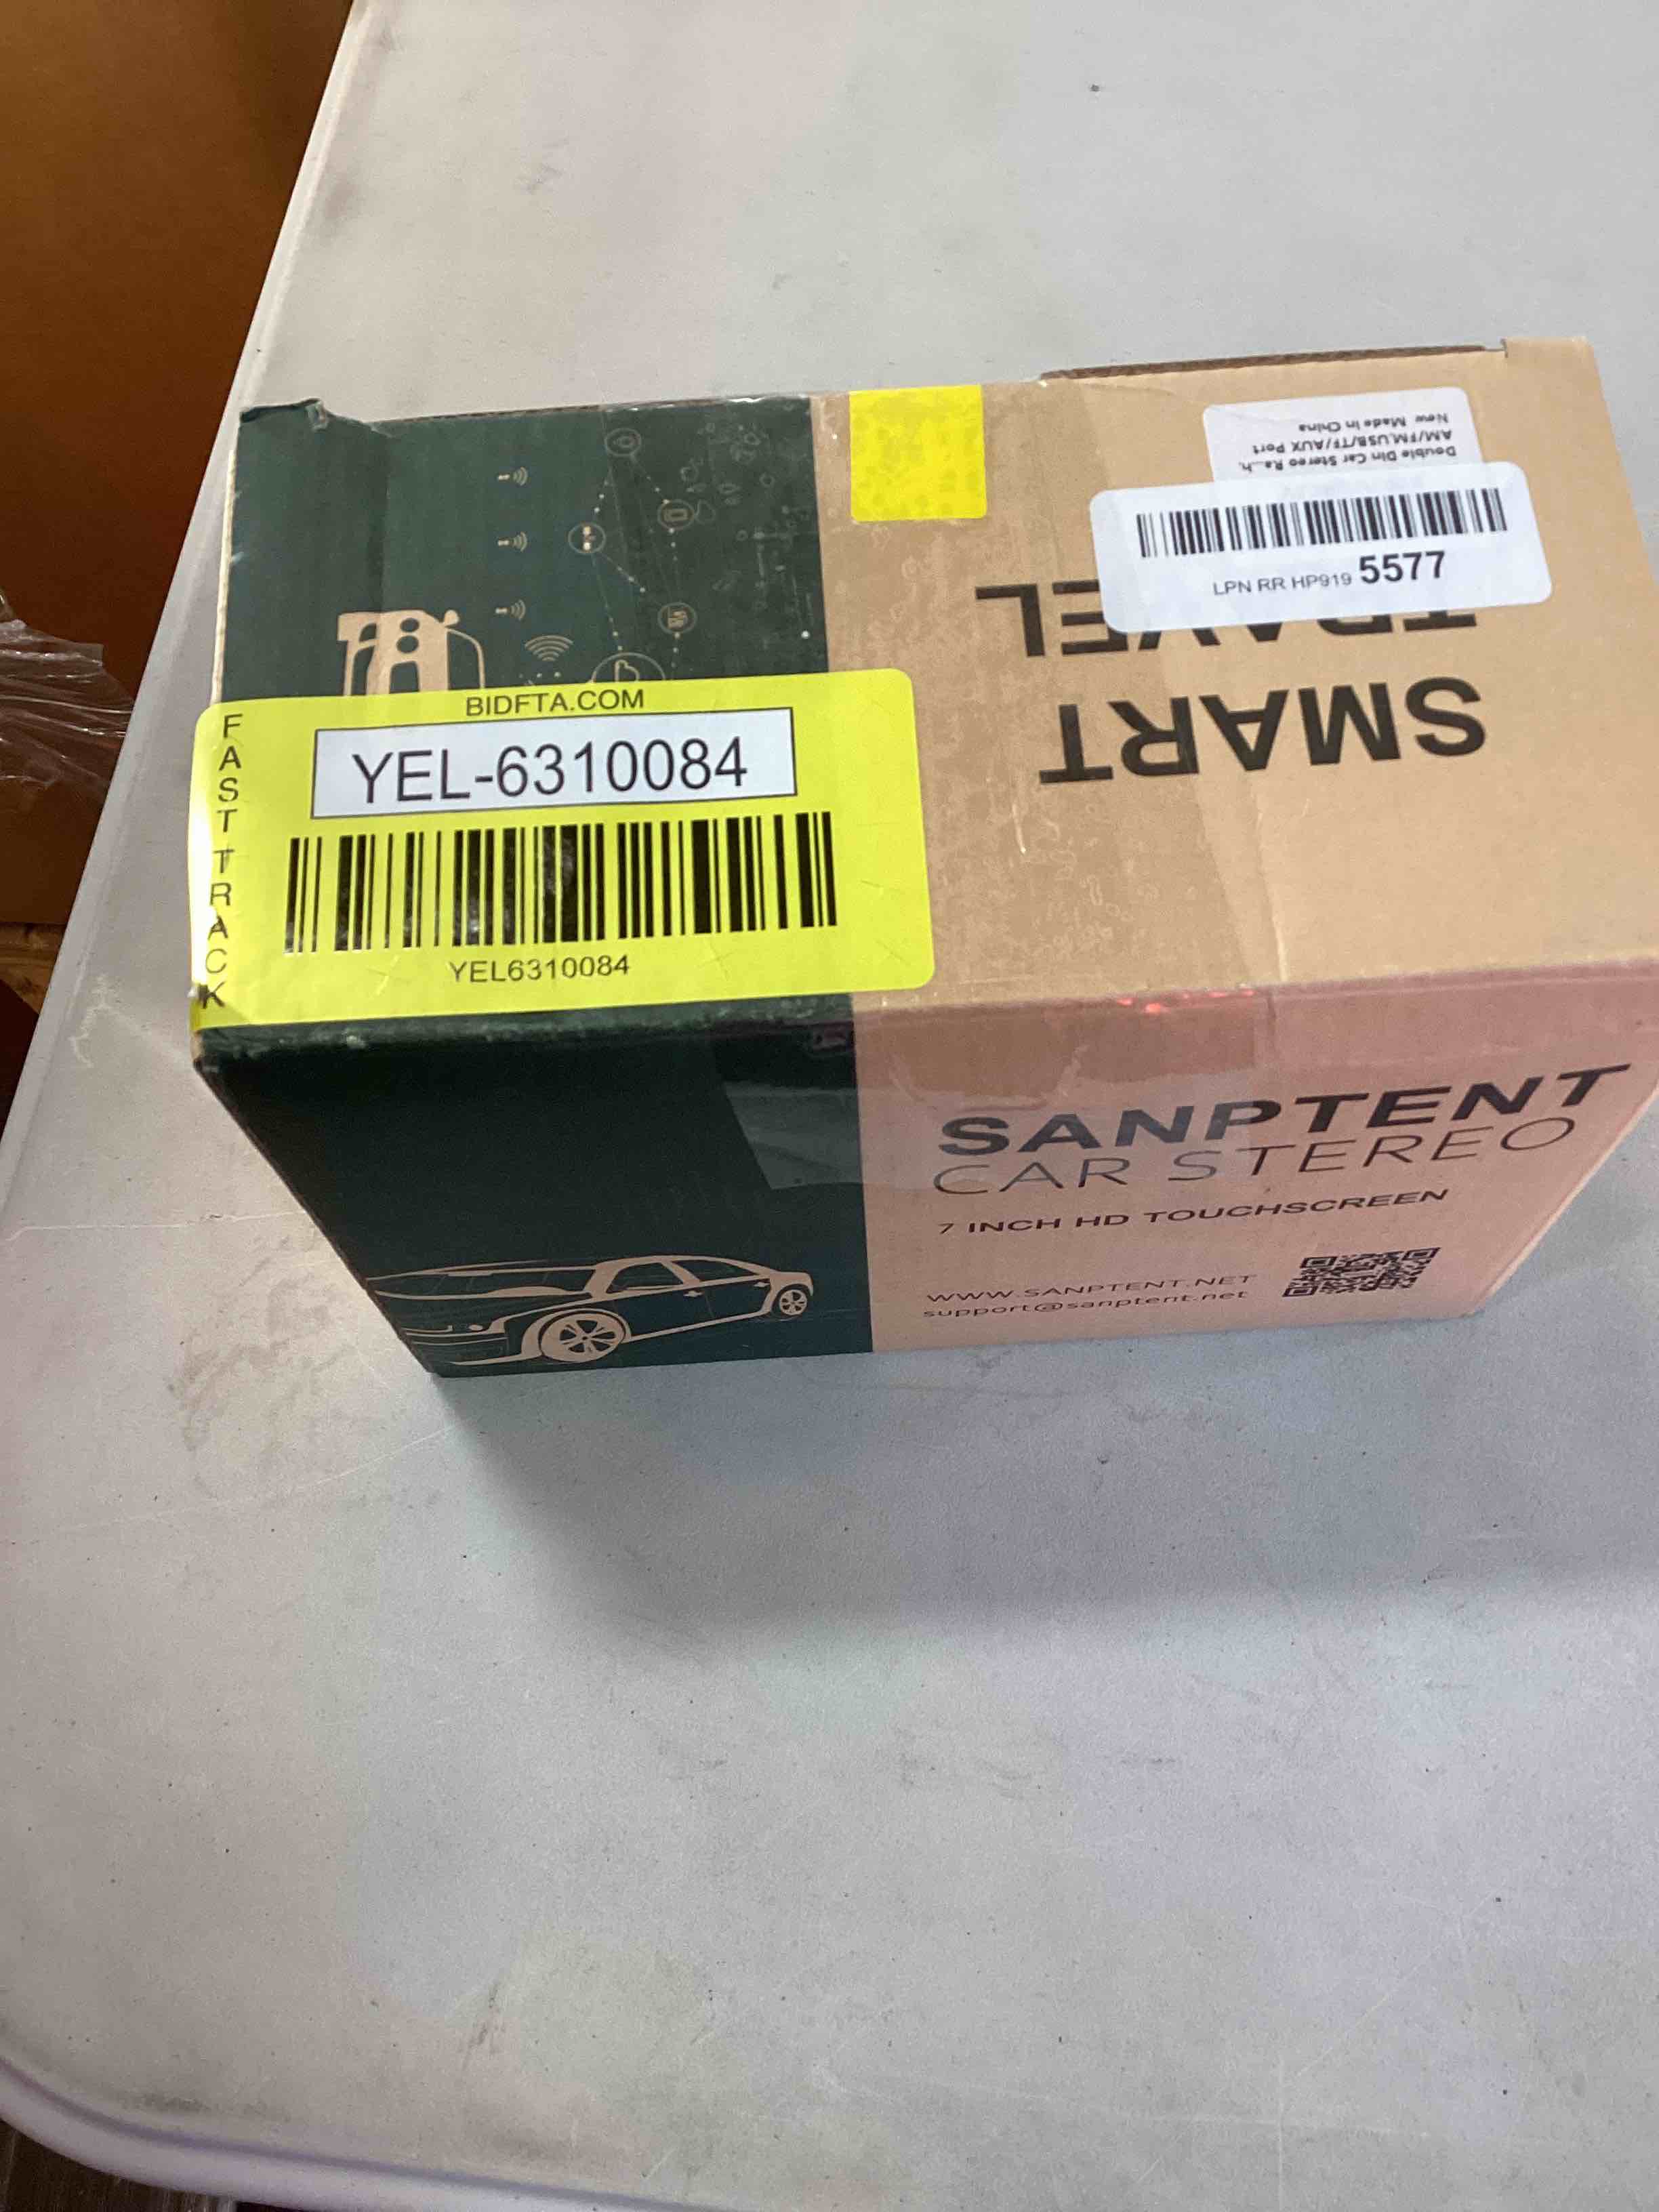 New Made In China
AM/FM,USB/TF/AUX Port
Double Din Car Stereo Ra...h,
LPN RR HP919 5577
SMART
TRAVEL
BIDFTA.COM
FAST TRACK
YEL-6310084
YEL6310084
SANPTENT
CAR STEREO
7 INCH HD TOUCHSCREEN
WWW.SANPTENT.NET
support@sanptent.net